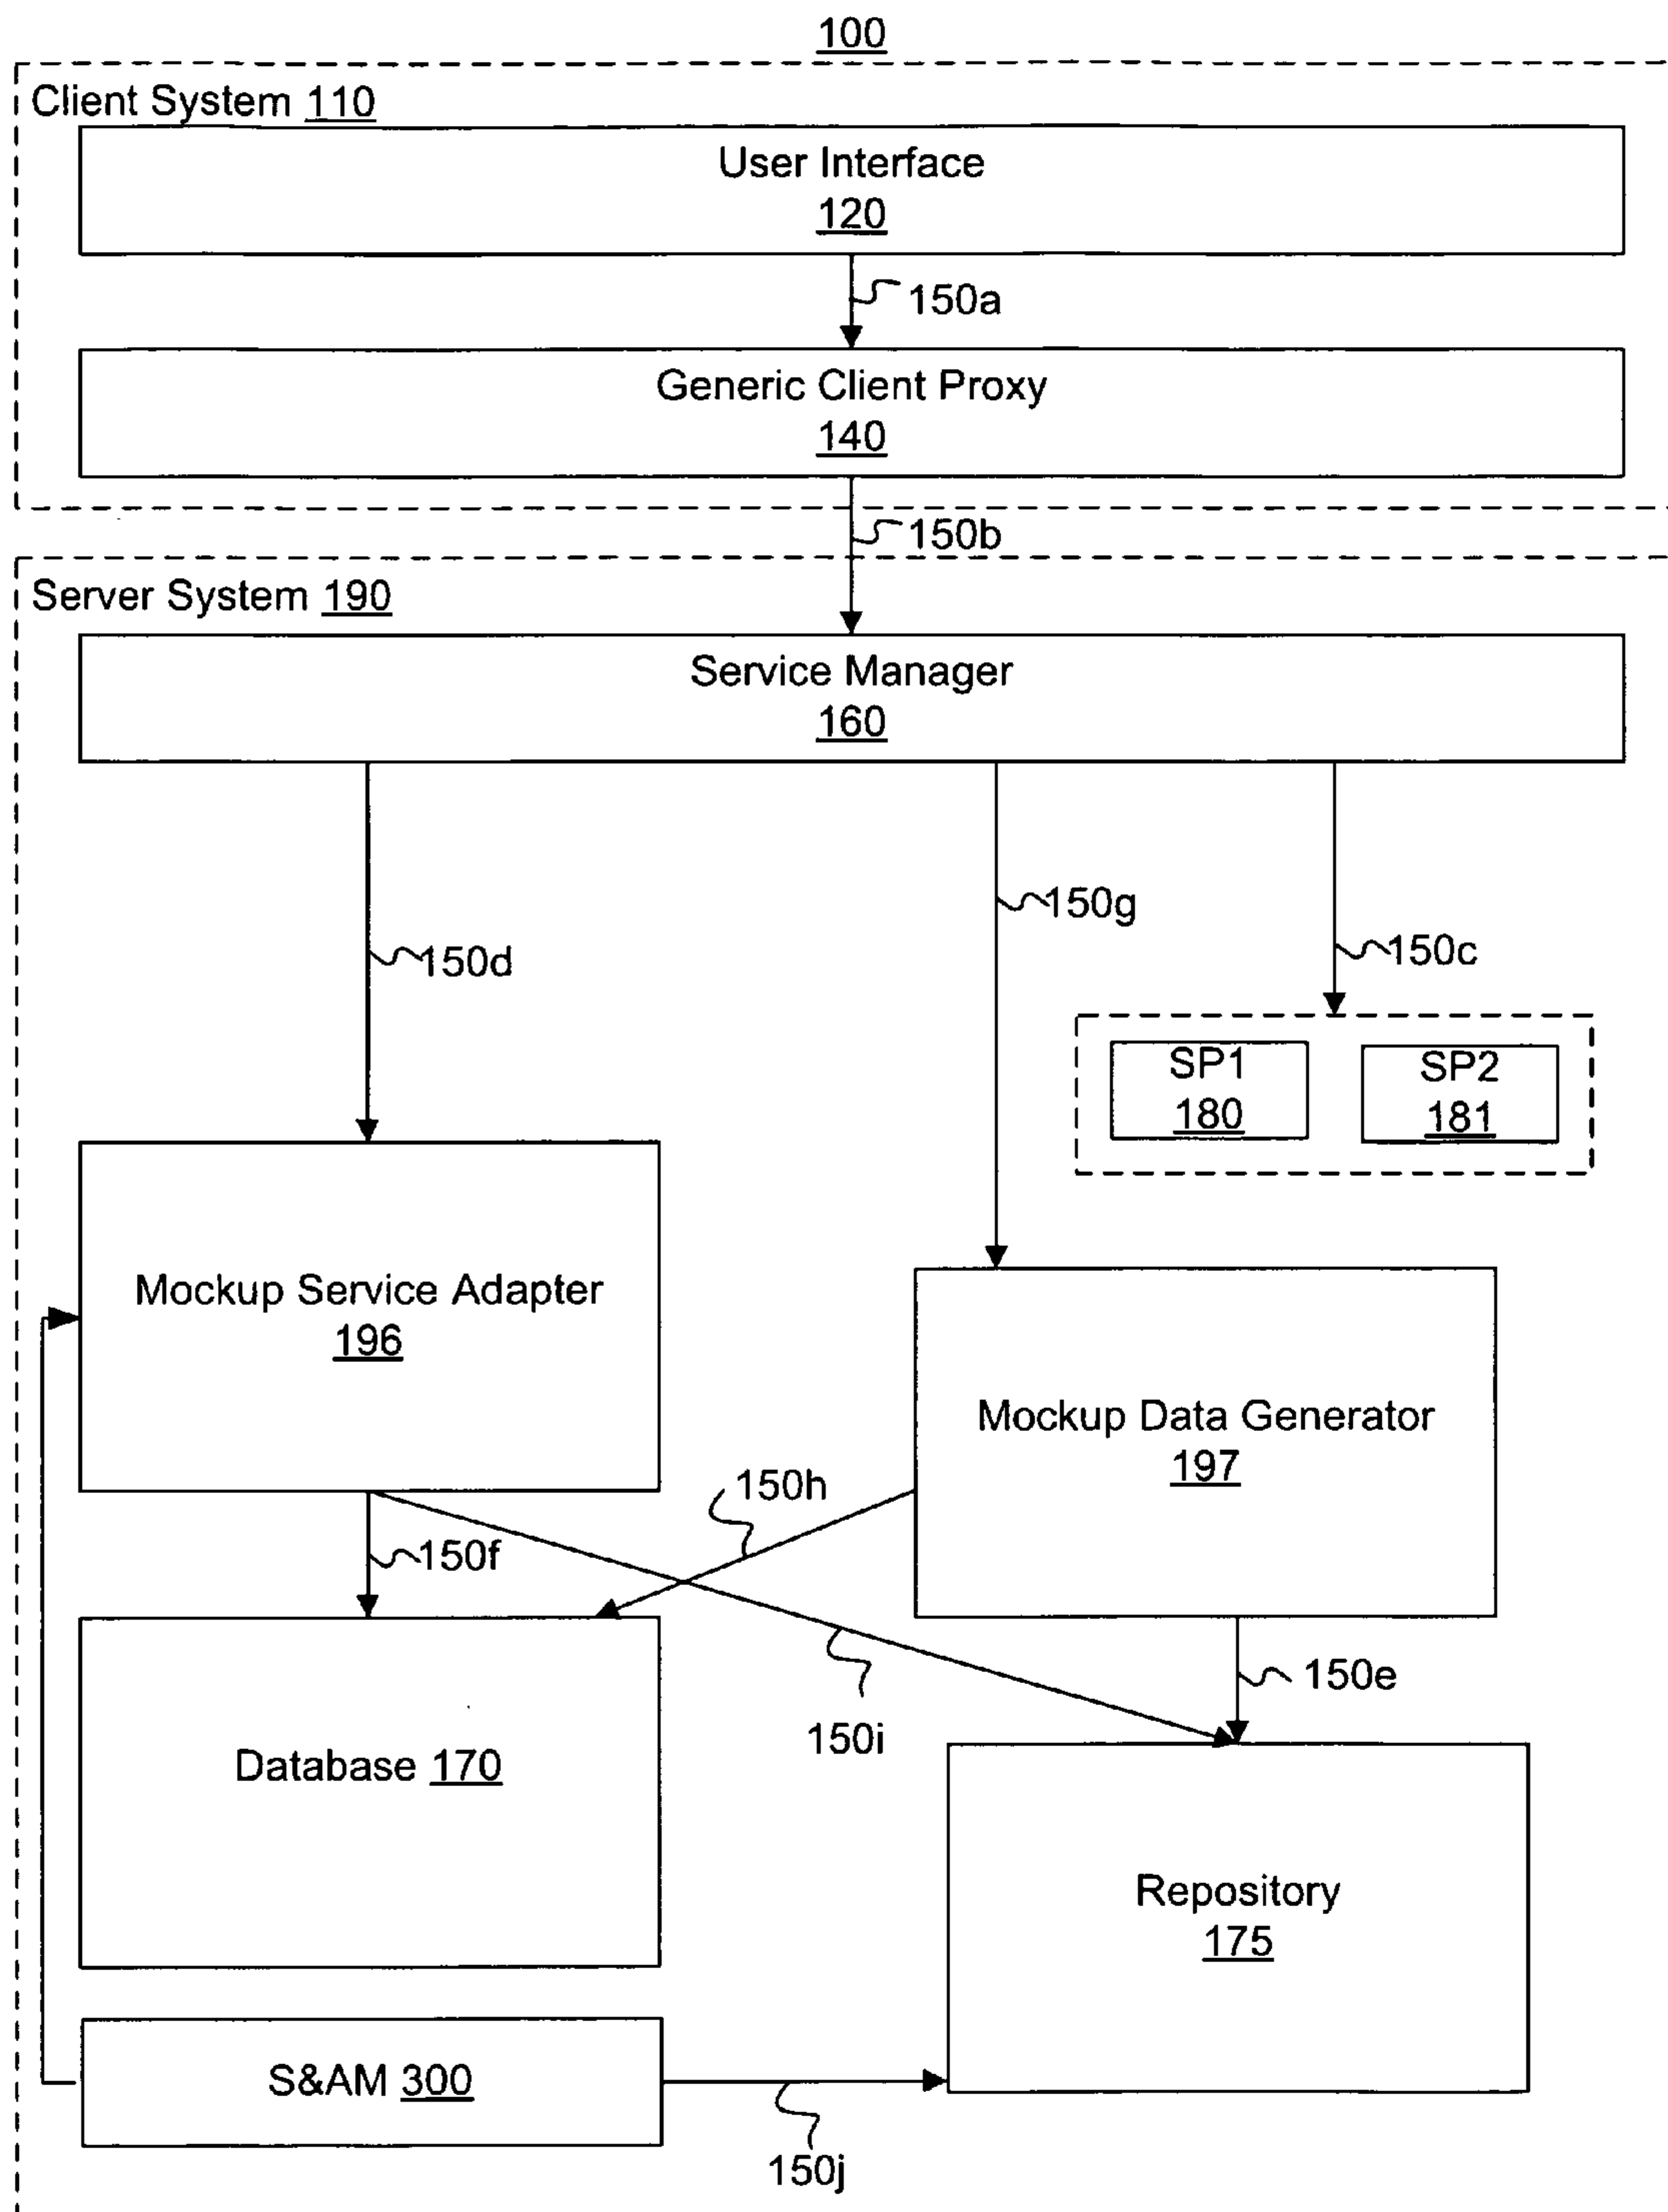 100
Client System 110
User Interface
120
150a
Generic Client Proxy
140
150b
Server System 190
Service Manager
160
150g
150d
150c
SP1
180
SP2
181
Mockup Service Adapter
196
Mockup Data Generator
197
150h
150f
150e
150i
Database 170
Repository
175
S&AM 300
150j